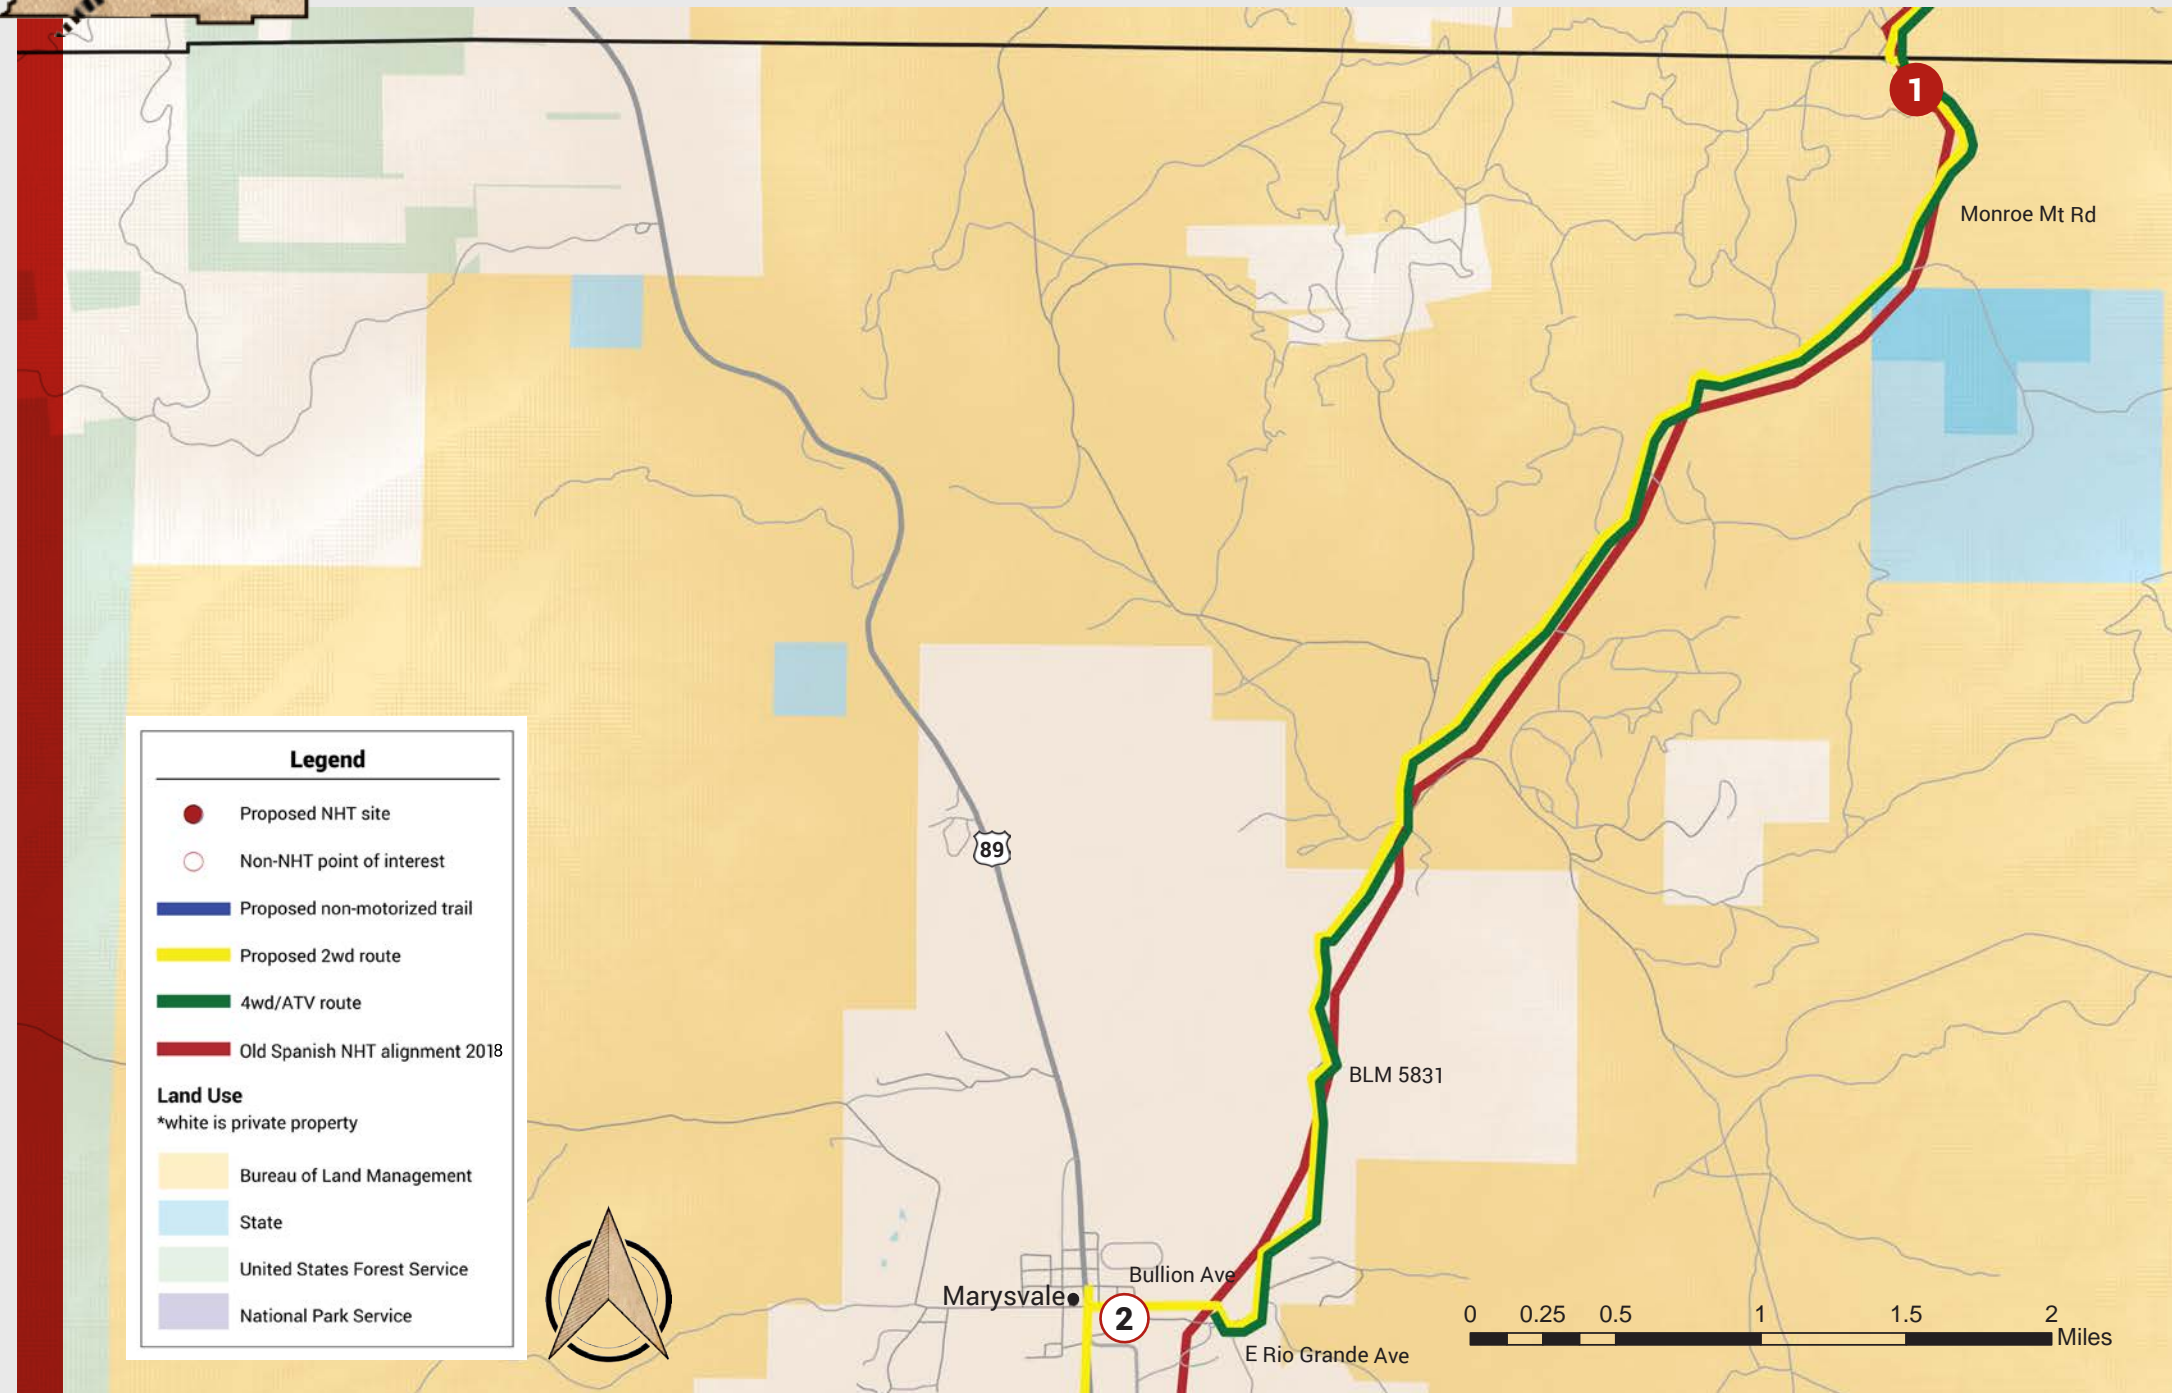 1
Monroe Mt Rd
89
Legend
Proposed NHT site
Non-NHT point of interest
Proposed non-motorized trail
Proposed 2wd route
4wd/ATV route
Old Spanish NHT alignment 2018
Land Use
*white is private property
Bureau of Land Management
State
United States Forest Service
National Park Service
BLM 5831
Bullion Ave
Marysvale
2
E Rio Grande Ave
0 0.25 0.5 1 1.5 2
Miles